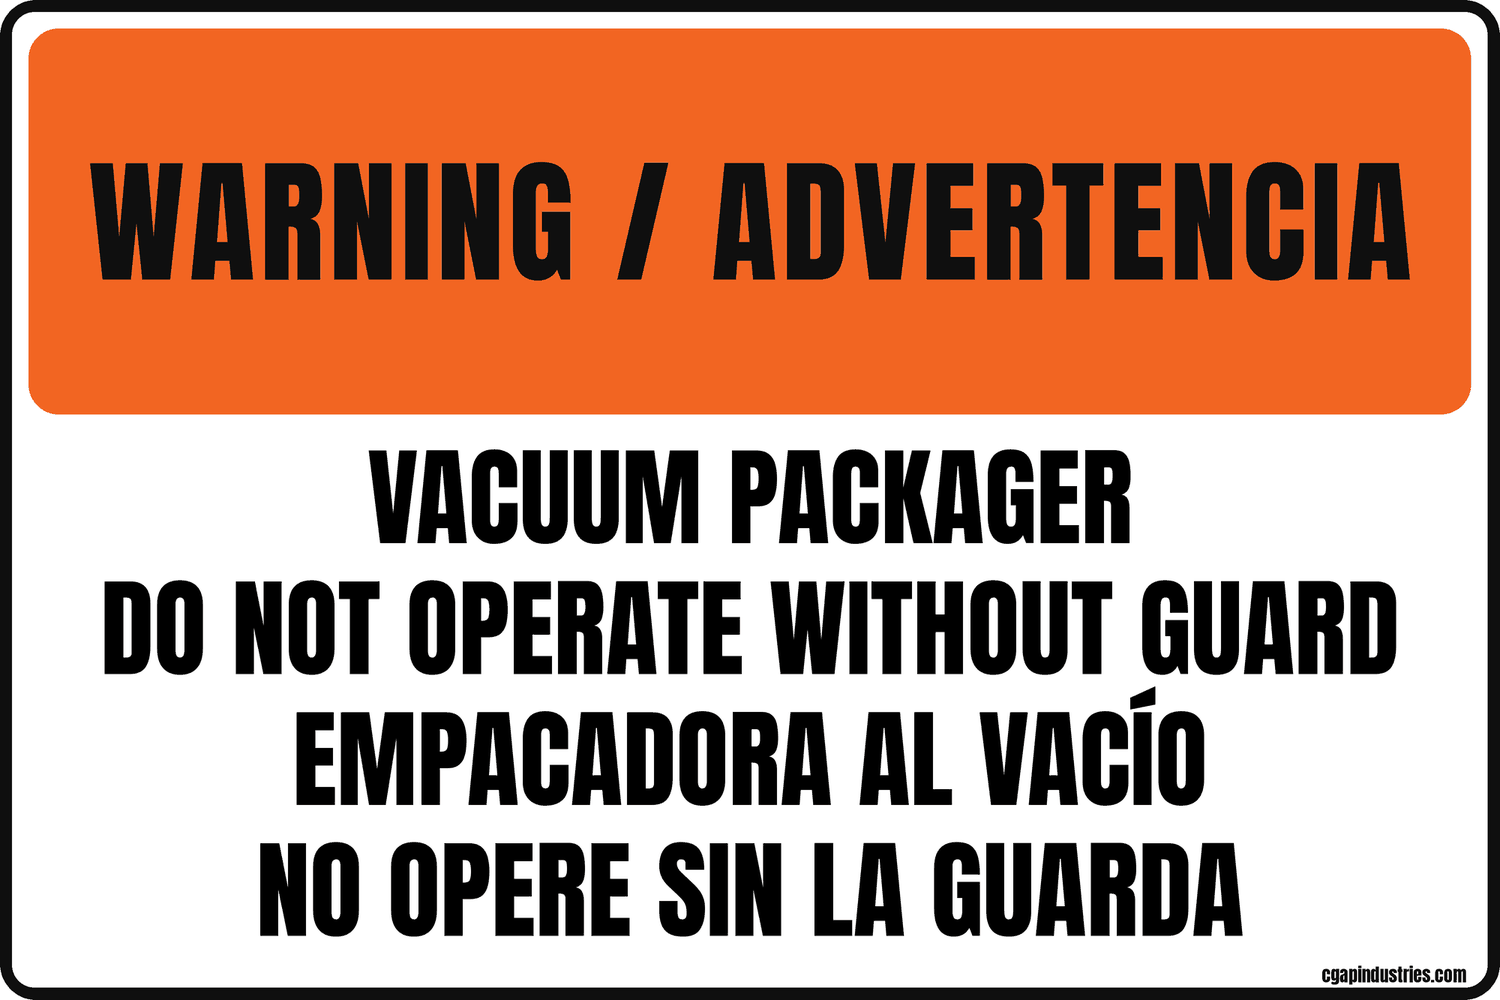 WARNING / ADVERTENCIA
VACUUM PACKAGER
DO NOT OPERATE WITHOUT GUARD
EMPACADORA AL VACÍO
NO OPERE SIN LA GUARDA
cgapindustries.com